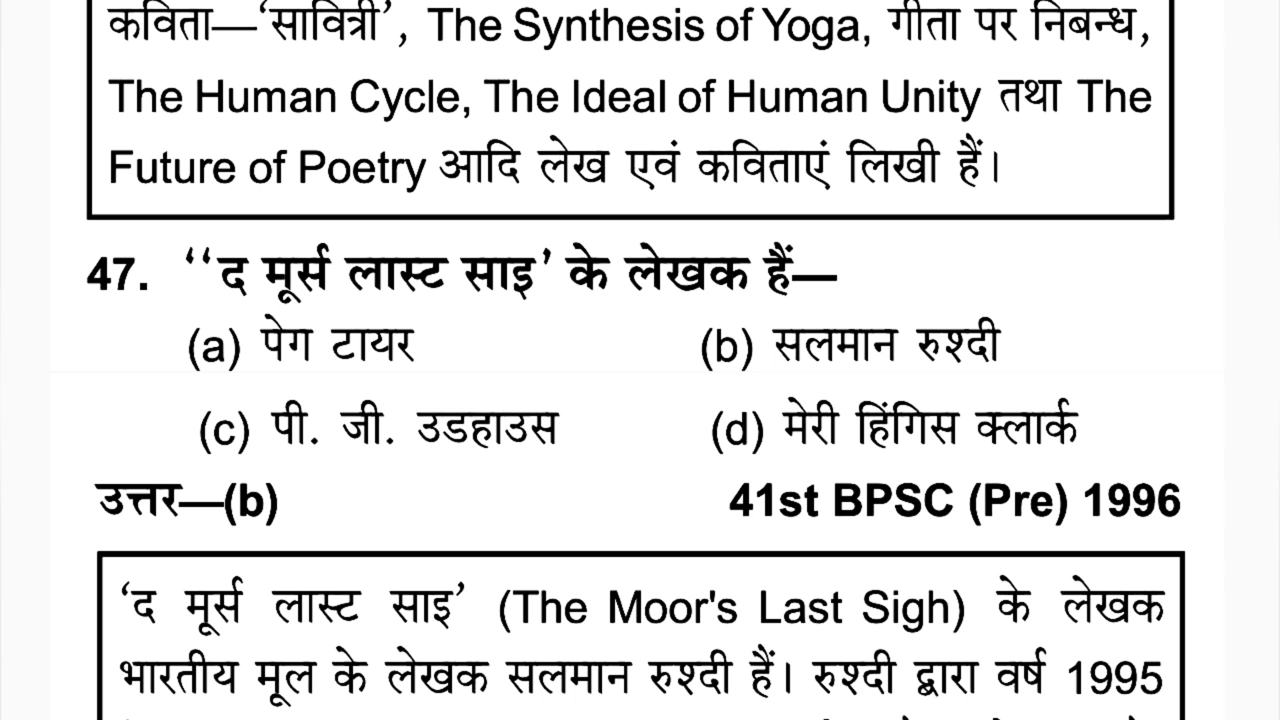 कविता—‘सावित्री’, The Synthesis of Yoga, गीता पर निबन्ध,
The Human Cycle, The Ideal of Human Unity तथा The
Future of Poetry आदि लेख एवं कविताएं लिखी हैं।
47. ‘‘द मूर्स लास्ट साइ’ के लेखक हैं—
(a) पेग टायर (b) सलमान रुश्दी
(c) पी. जी. उडहाउस (d) मेरी हिंगिस क्लार्क
उत्तर—(b) 41st BPSC (Pre) 1996
‘द मूर्स लास्ट साइ’ (The Moor's Last Sigh) के लेखक
भारतीय मूल के लेखक सलमान रुश्दी हैं। रुश्दी द्वारा वर्ष 1995